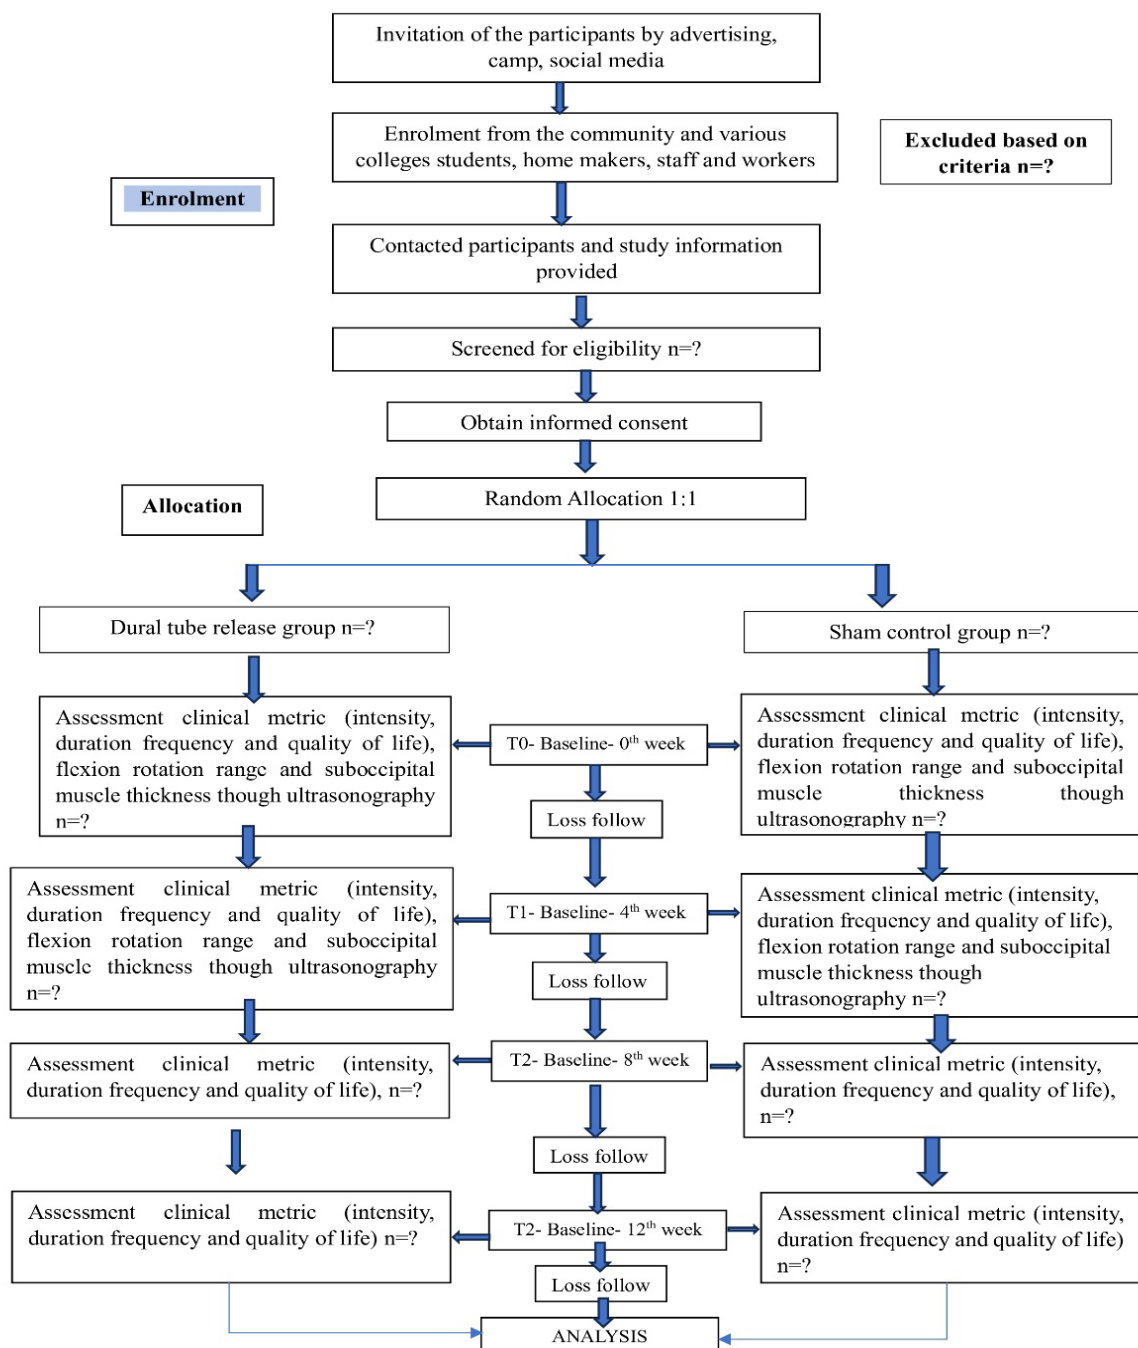 Invitation of the participants by advertising,
camp, social media
Enrolment from the community and various
colleges students, home makers, staff and workers
Excluded based on
criteria n=?
Enrolment
Contacted participants and study information
provided
Screened for eligibility n=?
Obtain informed consent
Allocation
Random Allocation 1:1
Dural tube release group n=?
Sham control group n=?
Assessment clinical metric (intensity,
duration frequency and quality of life),
flexion rotation range and suboccipital
muscle thickness though ultrasonography
n=?
T0- Baseline- 0th week
Assessment clinical metric (intensity,
duration frequency and quality of life),
flexion rotation range and suboccipital
muscle thickness though
ultrasonography n=?
Loss follow
Assessment clinical metric (intensity,
duration frequency and quality of life),
flexion rotation range and suboccipital
muscle thickness though ultrasonography
n=?
T1- Baseline- 4th week
Assessment clinical metric (intensity,
duration frequency and quality of life),
flexion rotation range and suboccipital
muscle thickness though
ultrasonography n=?
Loss follow
Assessment clinical metric (intensity,
duration frequency and quality of life), n=?
T2- Baseline- 8th week
Assessment clinical metric (intensity,
duration frequency and quality of life),
n=?
Loss follow
Assessment clinical metric (intensity,
duration frequency and quality of life) n=?
T2- Baseline- 12th week
Assessment clinical metric (intensity,
duration frequency and quality of life)
n=?
Loss follow
ANALYSIS